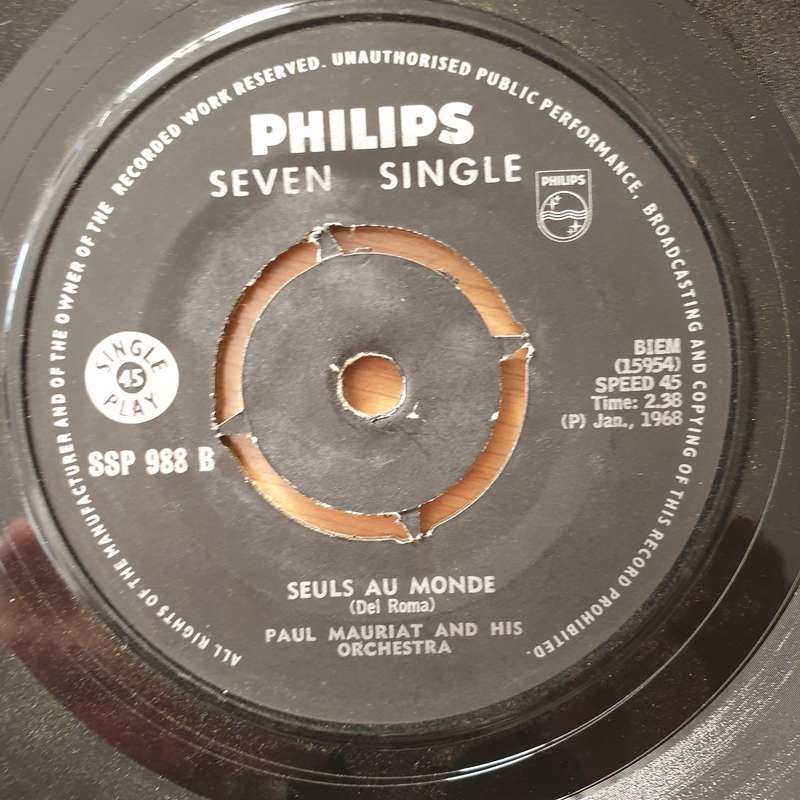 ALL RIGHTS OF THE MANUFACTURER AND OF THE OWNER OF THE RECORDED WORK RESERVED. UNAUTHORISED PUBLIC PERFORMANCE, BROADCASTING AND COPYING OF THIS RECORD PROHIBITED.
PHILIPS
SEVEN SINGLE
PHILIPS
SINGLE
45
PLAY
SSP 988 B
BIEM
(15954)
SPEED 45
Time: 2.38
(P) Jan., 1968
SEULS AU MONDE
(Del Roma)
PAUL MAURIAT AND HIS
ORCHESTRA